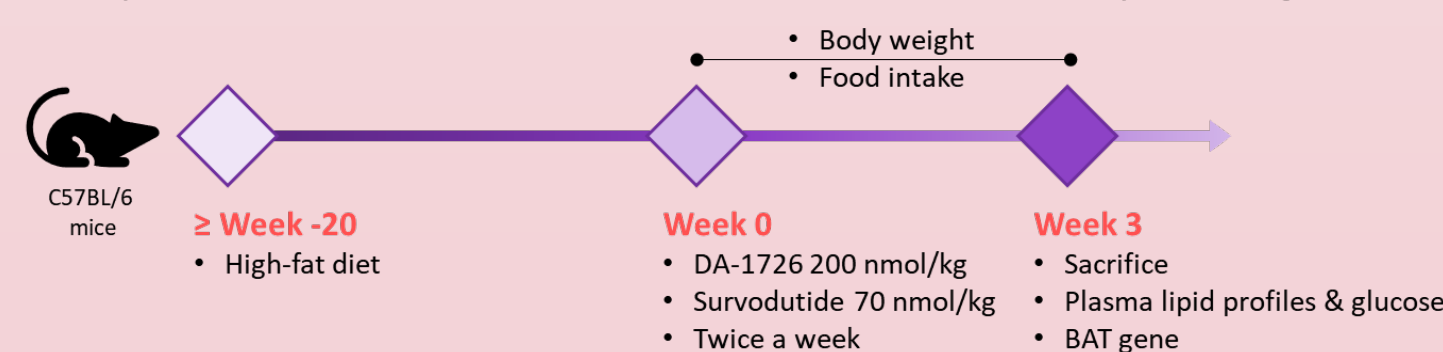 • Body weight
• Food intake
C57BL/6
mice
≥ Week -20
• High-fat diet
Week 0
• DA-1726 200 nmol/kg
• Survodutide 70 nmol/kg
• Twice a week
Week 3
• Sacrifice
• Plasma lipid profiles & glucose
• BAT gene